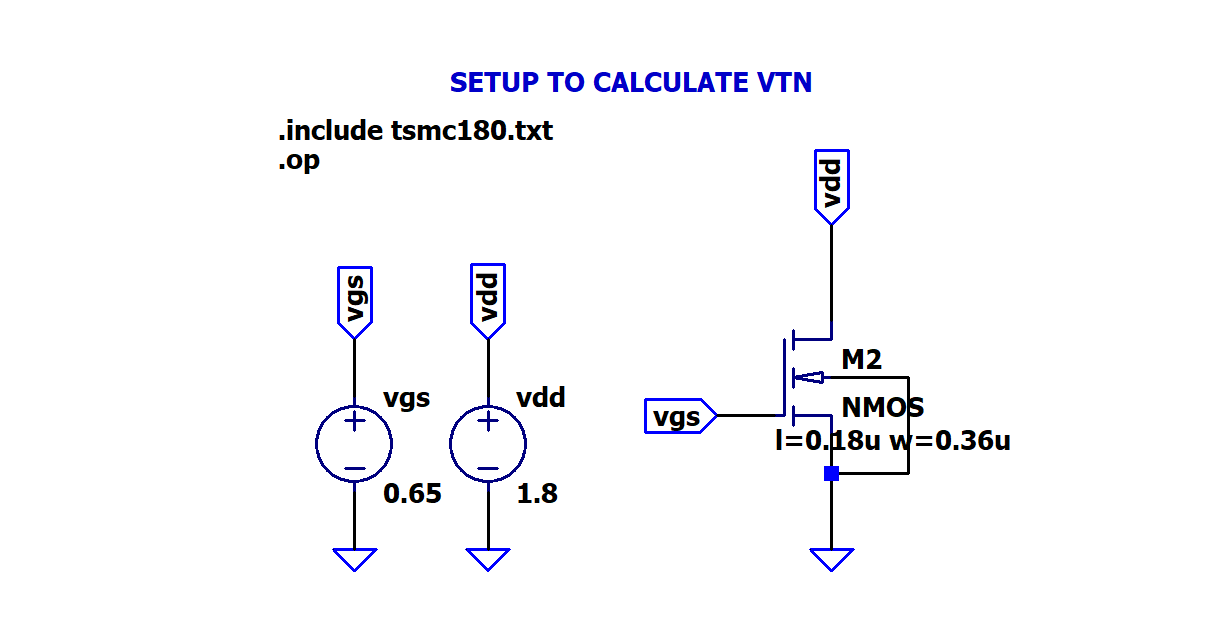 SETUP TO CALCULATE VTN
.include tsmc180.txt
.op
vdd
vgs
vdd
M2
vgs
vdd
NMOS
vgs
l=0.18u w=0.36u
0.65
1.8